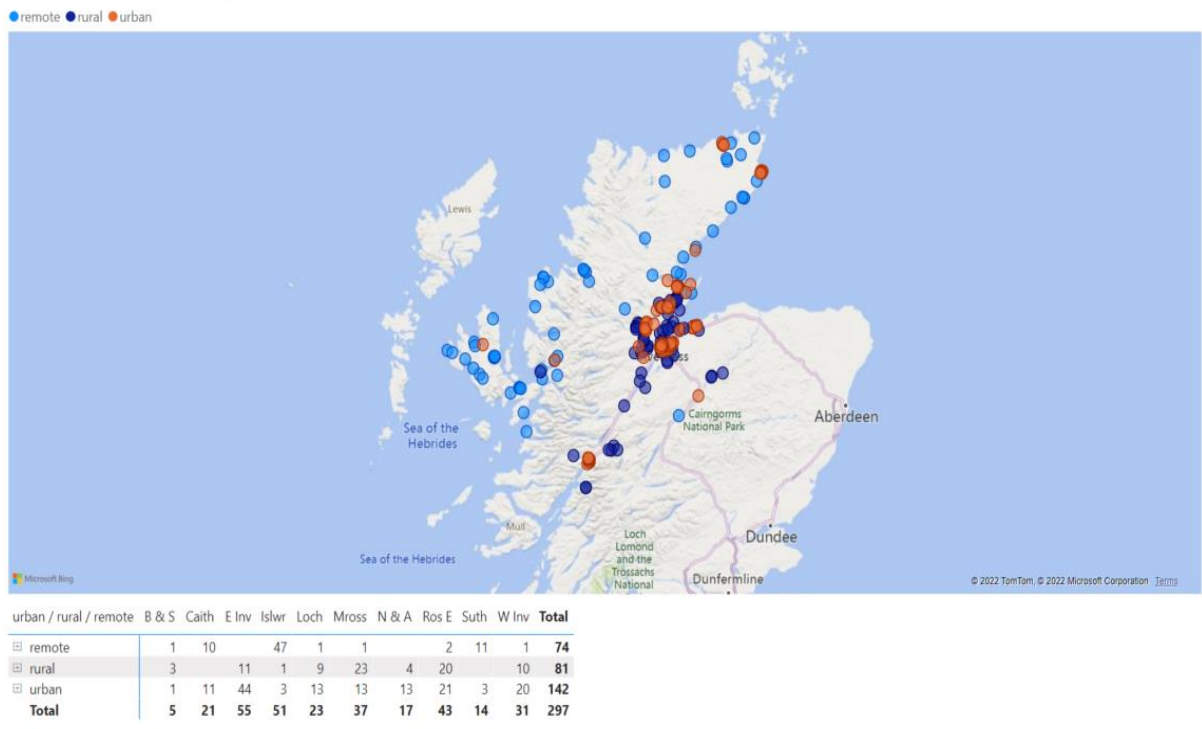 remote rural urban
Lewis
Cairngorms
National Park
Aberdeen
Sea of the
Hebrides
Mull
Dundee
Loch
Lomond
and the
Trossachs
National
Sea of the Hebrides
Dunfermline
Microsoft Bing
© 2022 TomTom, © 2022 Microsoft Corporation Terms
urban / rural / remote B & S Caith E Inv Islwr Loch Mross N & A Ros E Suth W Inv Total
remote 1 10 47 1 1 2 11 1 74
rural 3 11 1 9 23 4 20 10 81
urban 1 11 44 3 13 13 13 21 3 20 142
Total 5 21 55 51 23 37 17 43 14 31 297